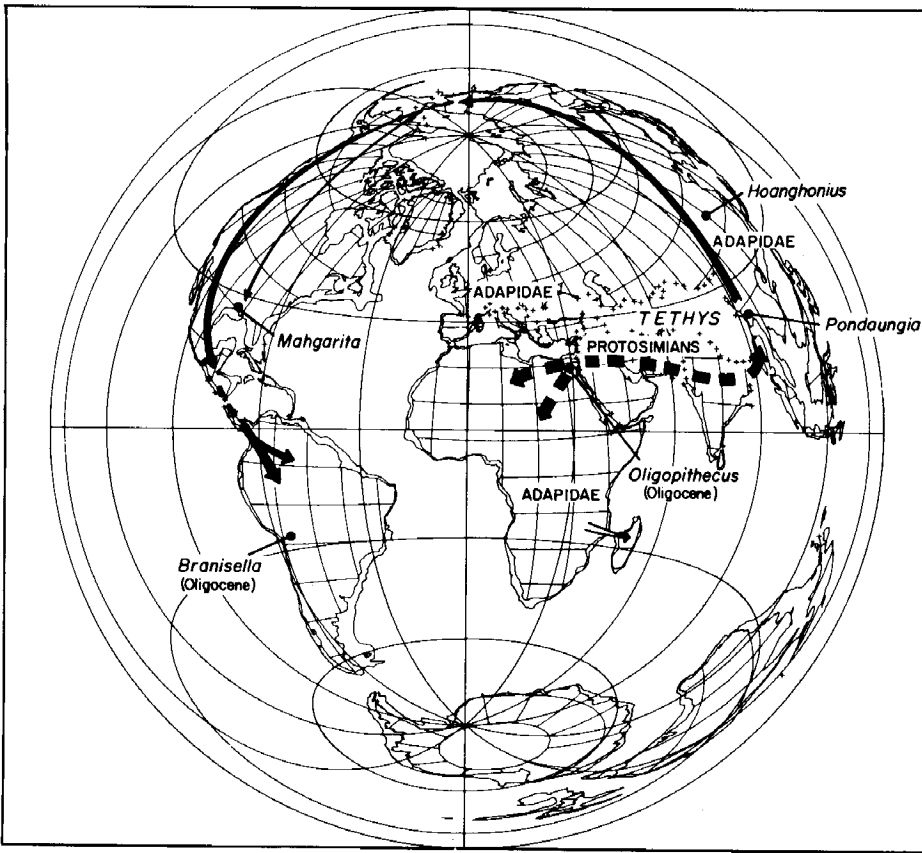 Hoanghonius
ADAPIDAE
ADAPIDAE
TETHYS
Pondaungia
Mahgarita
PROTOSIMIANS
Oligopithecus
(Oligocene)
ADAPIDAE
Branisella
(Oligocene)